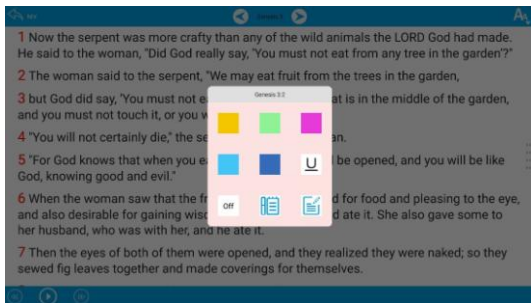 NIV Genesis 3 A
1 Now the serpent was more crafty than any of the wild animals the LORD God had made.
He said to the woman, "Did God really say, 'You must not eat from any tree in the garden'?"
2 The woman said to the serpent, "We may eat fruit from the trees in the garden,
3 but God did say, 'You must not ea at is in the middle of the garden,
and you must not touch it, or you w
Genesis 3:2
4 "You will not certainly die," the se an.
5 "For God knows that when you ea be opened, and you will be like
God, knowing good and evil."
U
6 When the woman saw that the fr d for food and pleasing to the eye,
and also desirable for gaining wisd d ate it. She also gave some to
her husband, who was with her, and he ate it.
Off
7 Then the eyes of both of them were opened, and they realized they were naked; so they
sewed fig leaves together and made coverings for themselves.